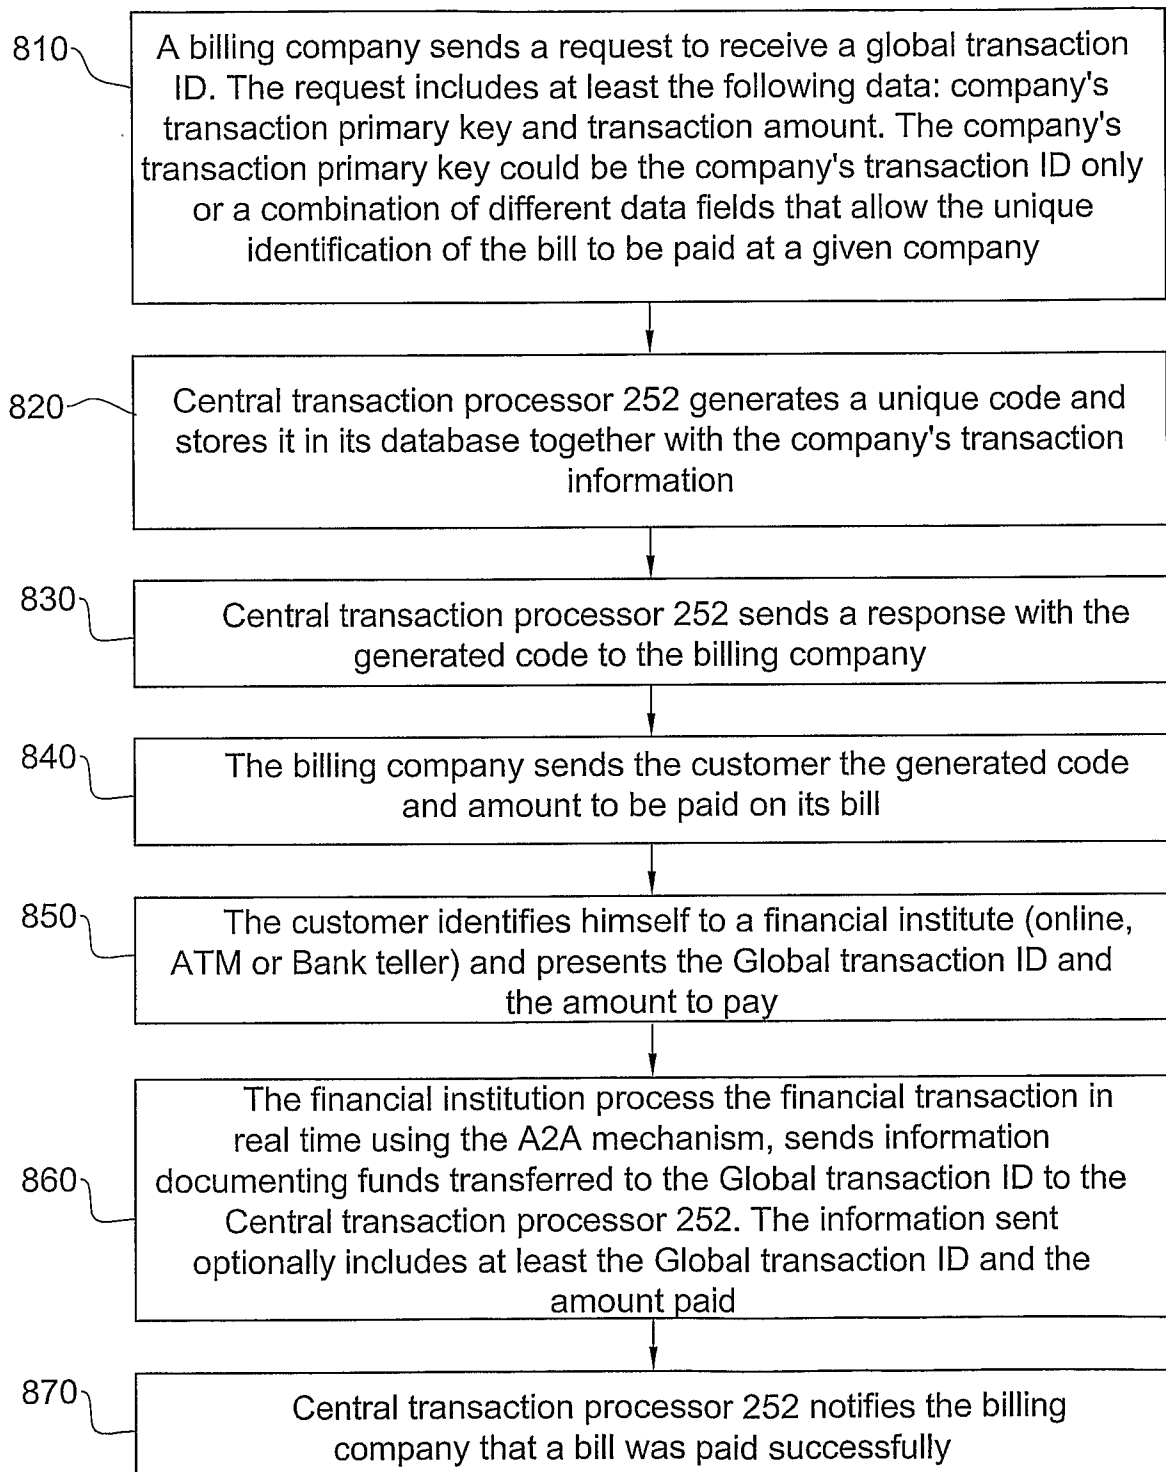 810
A billing company sends a request to receive a global transaction
ID. The request includes at least the following data: company's
transaction primary key and transaction amount. The company's
transaction primary key could be the company's transaction ID only
or a combination of different data fields that allow the unique
identification of the bill to be paid at a given company
820
Central transaction processor 252 generates a unique code and
stores it in its database together with the company's transaction
information
830
Central transaction processor 252 sends a response with the
generated code to the billing company
840
The billing company sends the customer the generated code
and amount to be paid on its bill
850
The customer identifies himself to a financial institute (online,
ATM or Bank teller) and presents the Global transaction ID and
the amount to pay
860
The financial institution process the financial transaction in
real time using the A2A mechanism, sends information
documenting funds transferred to the Global transaction ID to the
Central transaction processor 252. The information sent
optionally includes at least the Global transaction ID and the
amount paid
870
Central transaction processor 252 notifies the billing
company that a bill was paid successfully